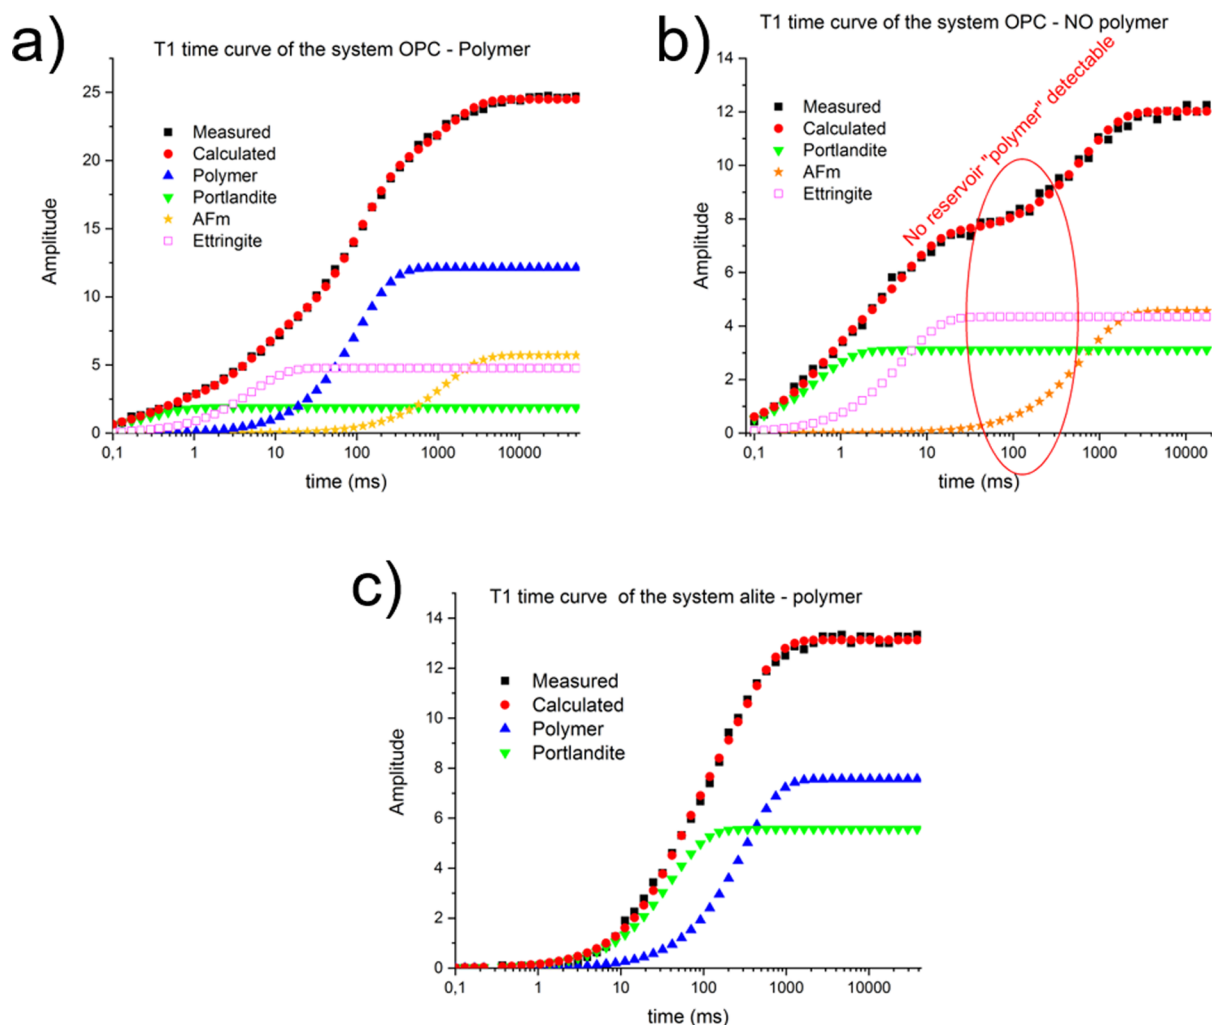 a)
T1 time curve of the system OPC - Polymer
25
20
15
10
5
0
Amplitude
Measured
Calculated
Polymer
Portlandite
AFm
Ettringite
0,1
1
10
100
1000
10000
time (ms)
b)
T1 time curve of the system OPC - NO polymer
14
12
10
8
6
4
2
0
Amplitude
Measured
Calculated
Portlandite
AFm
Ettringite
No reservoir "polymer" detectable
0,1
1
10
100
1000
10000
time (ms)
c)
T1 time curve of the system alite - polymer
14
12
10
8
6
4
2
0
Amplitude
Measured
Calculated
Polymer
Portlandite
0,1
1
10
100
1000
10000
time (ms)